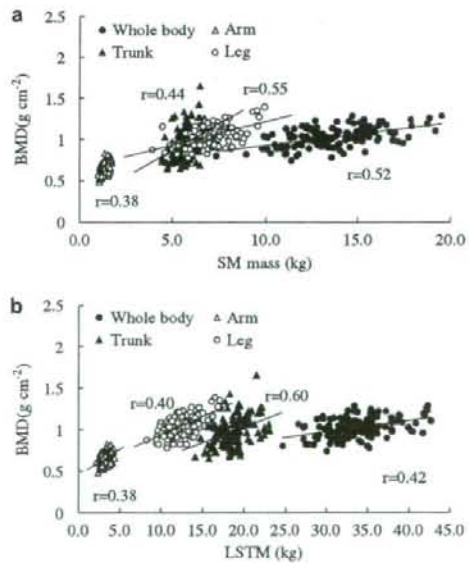 a
● Whole body △ Arm
▲ Trunk ○ Leg
r=0.44
r=0.55
r=0.38
r=0.52
BMD(g cm-2)
2.5
2
1.5
1
0.5
0
0.0 5.0 10.0 15.0 20.0
SM mass (kg)
b
● Whole body △ Arm
▲ Trunk ○ Leg
r=0.40
r=0.60
r=0.38
r=0.42
BMD(g cm-2)
2.5
2
1.5
1
0.5
0
0.0 5.0 10.0 15.0 20.0 25.0 30.0 35.0 40.0 45.0
LSTM (kg)